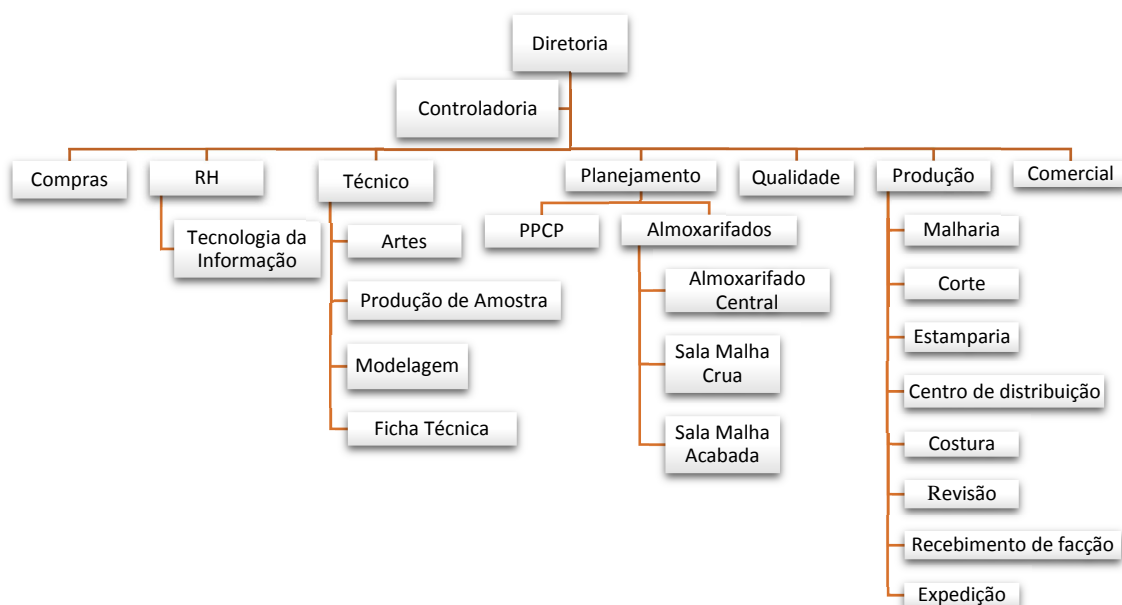 Diretoria
Controladoria
Compras
RH
Técnico
Planejamento
Qualidade
Produção
Comercial
Tecnologia da
Informação
Artes
Produção de Amostra
Modelagem
Ficha Técnica
PPCP
Almoxarifados
Almoxarifado
Central
Sala Malha
Crua
Sala Malha
Acabada
Malharia
Corte
Estamparia
Centro de distribuição
Costura
Revisão
Recebimento de facção
Expedição